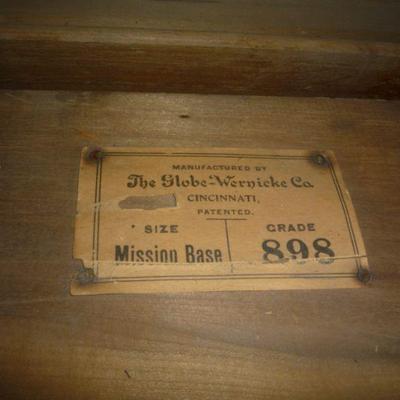 MANUFACTURED BY
The Globe-Wernicke Co.
CINCINNATI,
PATENTED.
SIZE GRADE
Mission Base 898